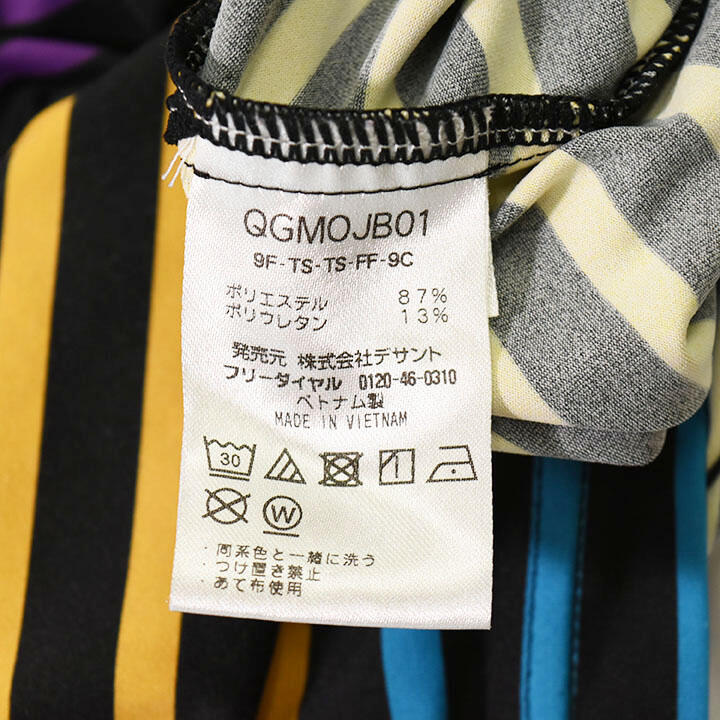 QGMOJB01
9F-TS-TS-FF-9C
ポリエステル 87%
ポリウレタン 13%
発売元 株式会社デサント
フリーダイヤル 0120-46-0310
ベトナム製
MADE IN VIETNAM
30
W
・同系色と一緒に洗う
・つけ置き禁止
・あて布使用